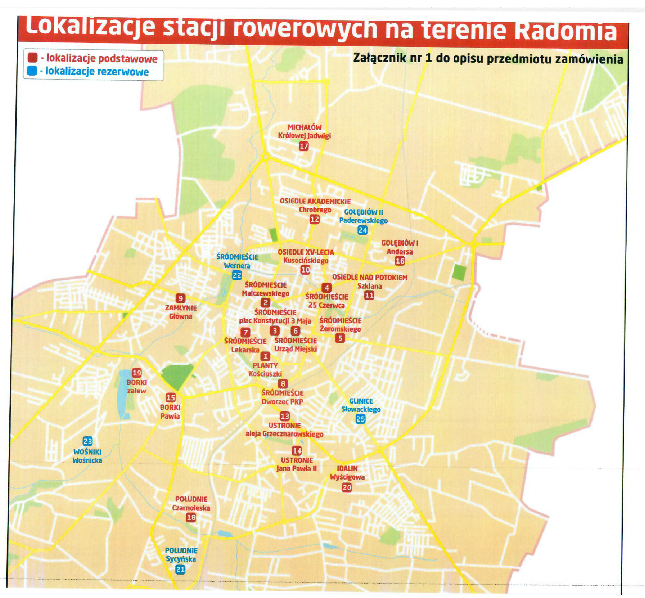 Lokalizacje stacji rowerowych na terenie Radomia
- lokalizacje podstawowe
- lokalizacje rezerwowe
Załącznik nr 1 do opisu przedmiotu zamówienia
MICHAŁÓW
Królowej Jadwigi
17
OSIEDLE AKADEMICKIE
Chrobrego
12
GOŁĘBIÓW II
Paderewskiego
24
GOŁĘBIÓW I
Andersa
16
ŚRÓDMIEŚCIE
Wernera
22
OSIEDLE XV-LECIA
Kusocińskiego
10
OSIEDLE NAD POTOKIEM
Szklana
11
ŚRÓDMIEŚCIE
Malczewskiego
2
4
ŚRÓDMIEŚCIE
25 Czerwca
9
ZAMŁYNIE
Główna
ŚRÓDMIEŚCIE
plac Konstytucji 3 Maja
3
6
ŚRÓDMIEŚCIE
Urząd Miejski
ŚRÓDMIEŚCIE
Żeromskiego
5
7
ŚRÓDMIEŚCIE
Lekarska
1
PLANTY
Kościuszki
8
ŚRÓDMIEŚCIE
Dworzec PKP
19
BORKI
zalew
15
BORKI
Pawia
13
USTRONIE
aleja Grzecznarowskiego
GLINICE
Słowackiego
25
23
WOŚNIKI
Wośnicka
14
USTRONIE
Jana Pawła II
IDALIN
Wyścigowa
20
POŁUDNIE
Czarnoleska
18
POŁUDNIE
Sycyńska
21